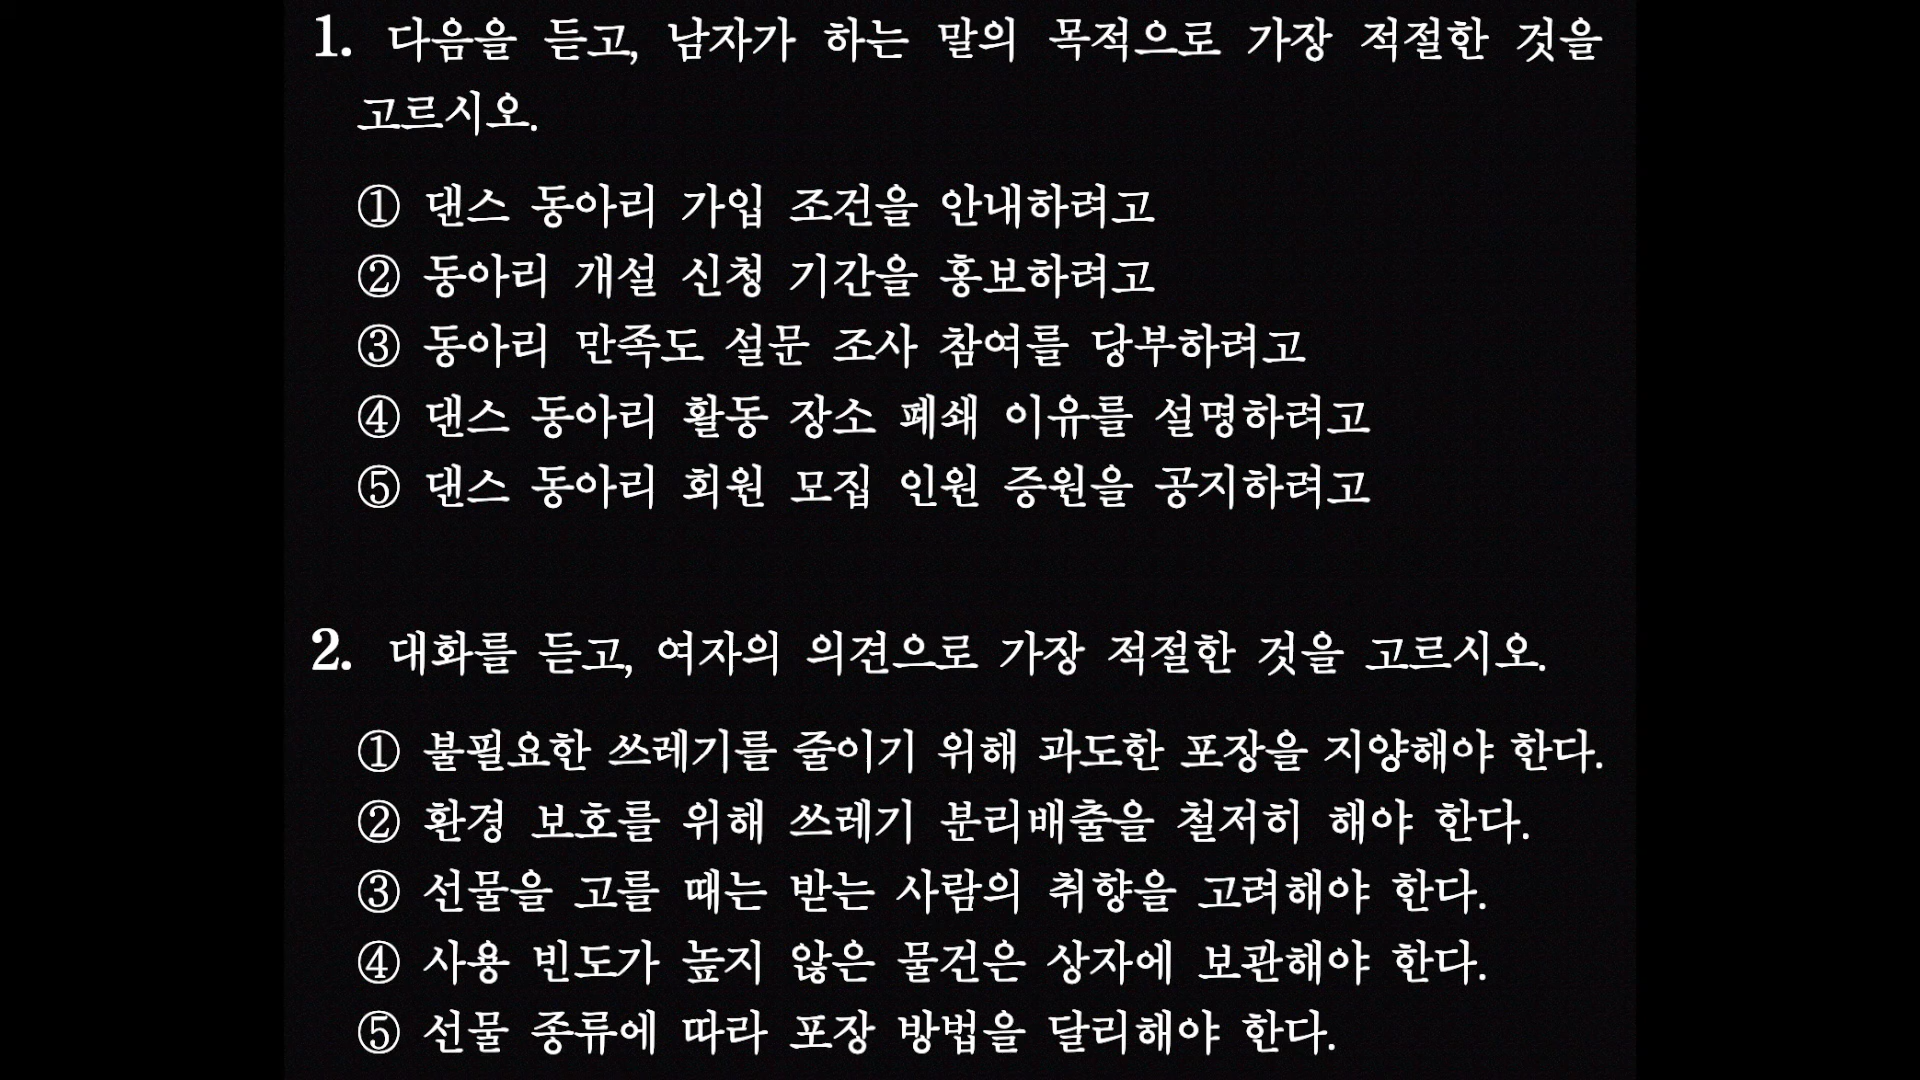 1. 다음을 듣고, 남자가 하는 말의 목적으로 가장 적절한 것을
고르시오.
① 댄스 동아리 가입 조건을 안내하려고
② 동아리 개설 신청 기간을 홍보하려고
③ 동아리 만족도 설문 조사 참여를 당부하려고
④ 댄스 동아리 활동 장소 폐쇄 이유를 설명하려고
⑤ 댄스 동아리 회원 모집 인원 증원을 공지하려고
2. 대화를 듣고, 여자의 의견으로 가장 적절한 것을 고르시오.
① 불필요한 쓰레기를 줄이기 위해 과도한 포장을 지양해야 한다.
② 환경 보호를 위해 쓰레기 분리배출을 철저히 해야 한다.
③ 선물을 고를 때는 받는 사람의 취향을 고려해야 한다.
④ 사용 빈도가 높지 않은 물건은 상자에 보관해야 한다.
⑤ 선물 종류에 따라 포장 방법을 달리해야 한다.